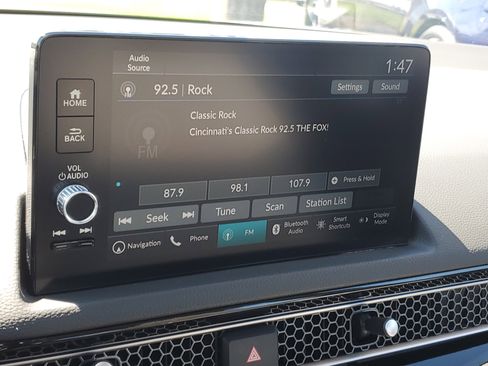 Audio
Source
1:47
92.5 | Rock
Settings
Sound
HOME
BACK
VOL
AUDIO
Classic Rock
Cincinnati's Classic Rock 92.5 THE FOX!
FM
87.9
98.1
107.9
Press & Hold
Seek
Tune
Scan
Station List
Navigation
Phone
FM
Bluetooth
Audio
Smart
Shortcuts
Display
Mode